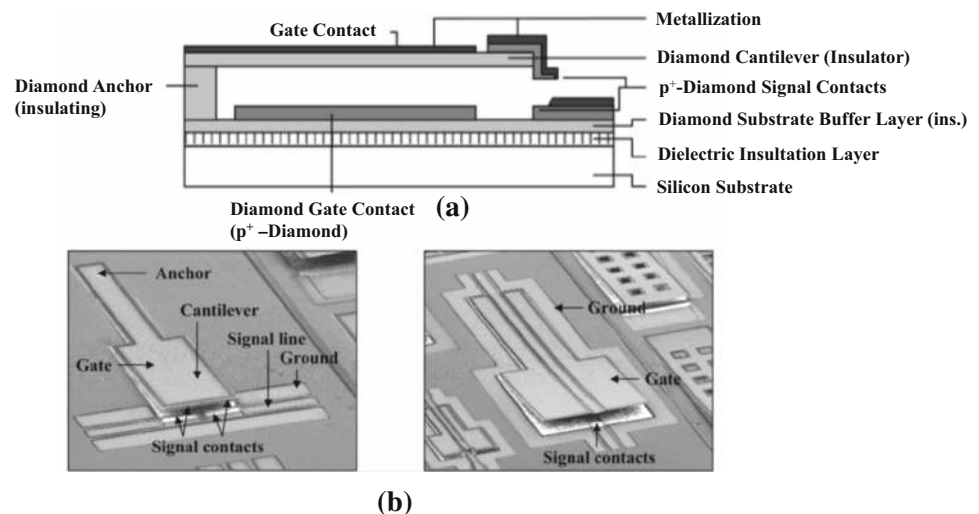 Metallization
Gate Contact
Diamond Cantilever (Insulator)
Diamond Anchor
(insulating)
p+-Diamond Signal Contacts
Diamond Substrate Buffer Layer (ins.)
Dielectric Insultation Layer
Silicon Substrate
Diamond Gate Contact
(p+ –Diamond)
(a)
Anchor
Cantilever
Signal line
Ground
Gate
Signal contacts
Ground
Gate
Signal contacts
(b)